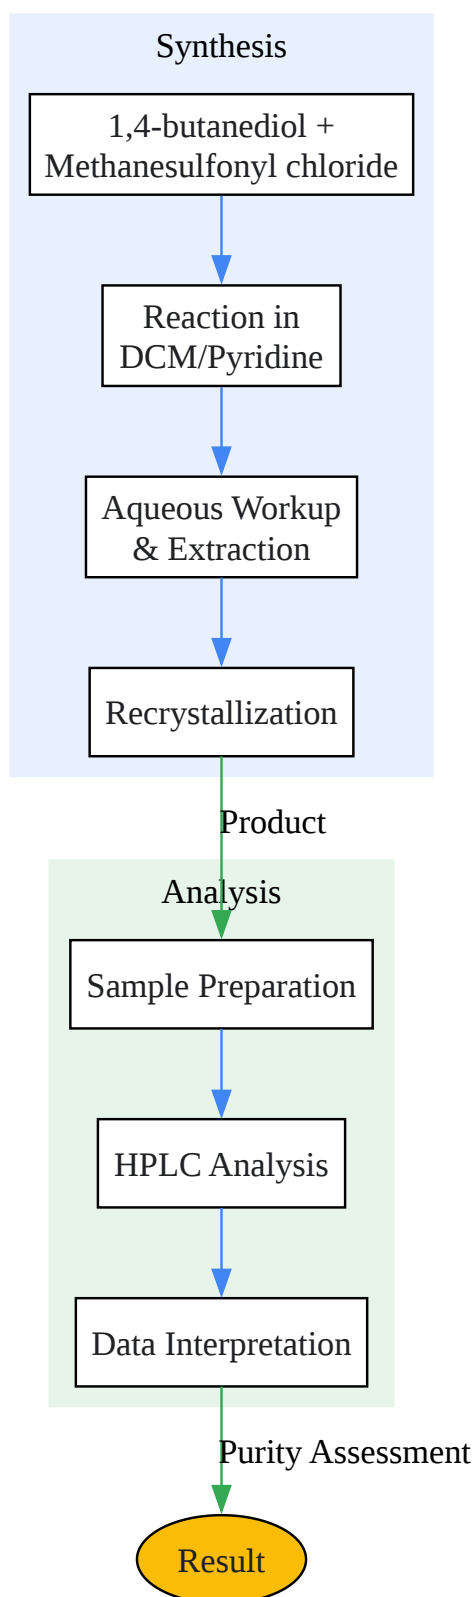 Synthesis
1,4-butanediol +
Methanesulfonyl chloride
Reaction in
DCM/Pyridine
Aqueous Workup
& Extraction
Recrystallization
Product
Analysis
Sample Preparation
HPLC Analysis
Data Interpretation
Purity Assessment
Result